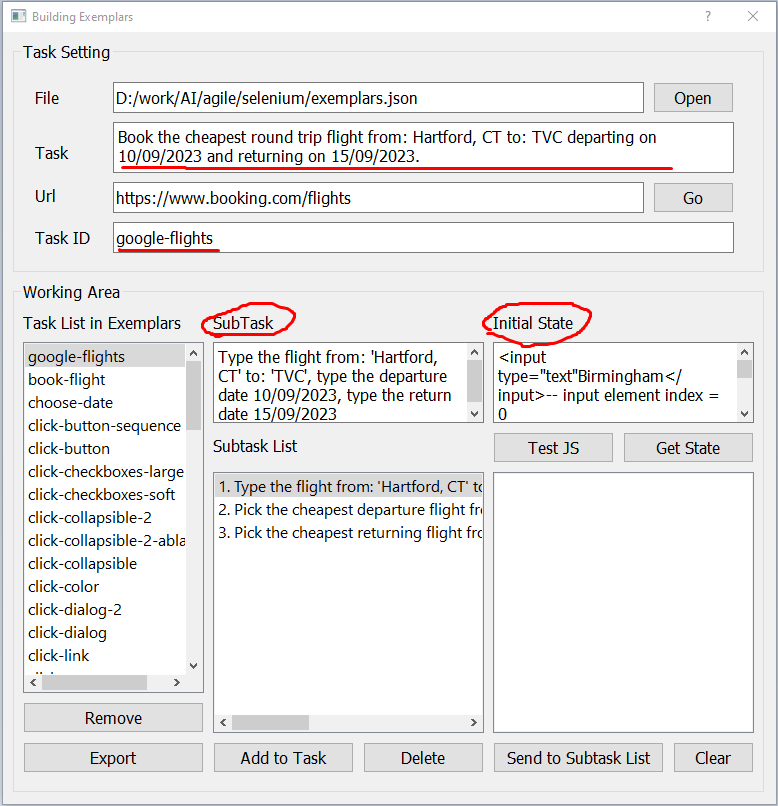 Building Exemplars
?
Task Setting
File
D:/work/AI/agile/selenium/exemplars.json
Open
Task
Book the cheapest round trip flight from: Hartford, CT to: TVC departing on
10/09/2023 and returning on 15/09/2023.
Url
https://www.booking.com/flights
Go
Task ID
google-flights
Working Area
Task List in Exemplars
SubTask
Initial State
google-flights
book-flight
choose-date
click-button-sequence
click-button
click-checkboxes-large
click-checkboxes-soft
click-collapsible-2
click-collapsible-2-abla
click-collapsible
click-color
click-dialog-2
click-dialog
click-link
Type the flight from: 'Hartford,
CT' to: 'TVC', type the departure
date 10/09/2023, type the return
date 15/09/2023
<input
type="text"Birmingham</
input>-- input element index =
0
Subtask List
Test JS
Get State
1. Type the flight from: 'Hartford, CT' to
2. Pick the cheapest departure flight fr
3. Pick the cheapest returning flight fro
Remove
Export
Add to Task
Delete
Send to Subtask List
Clear